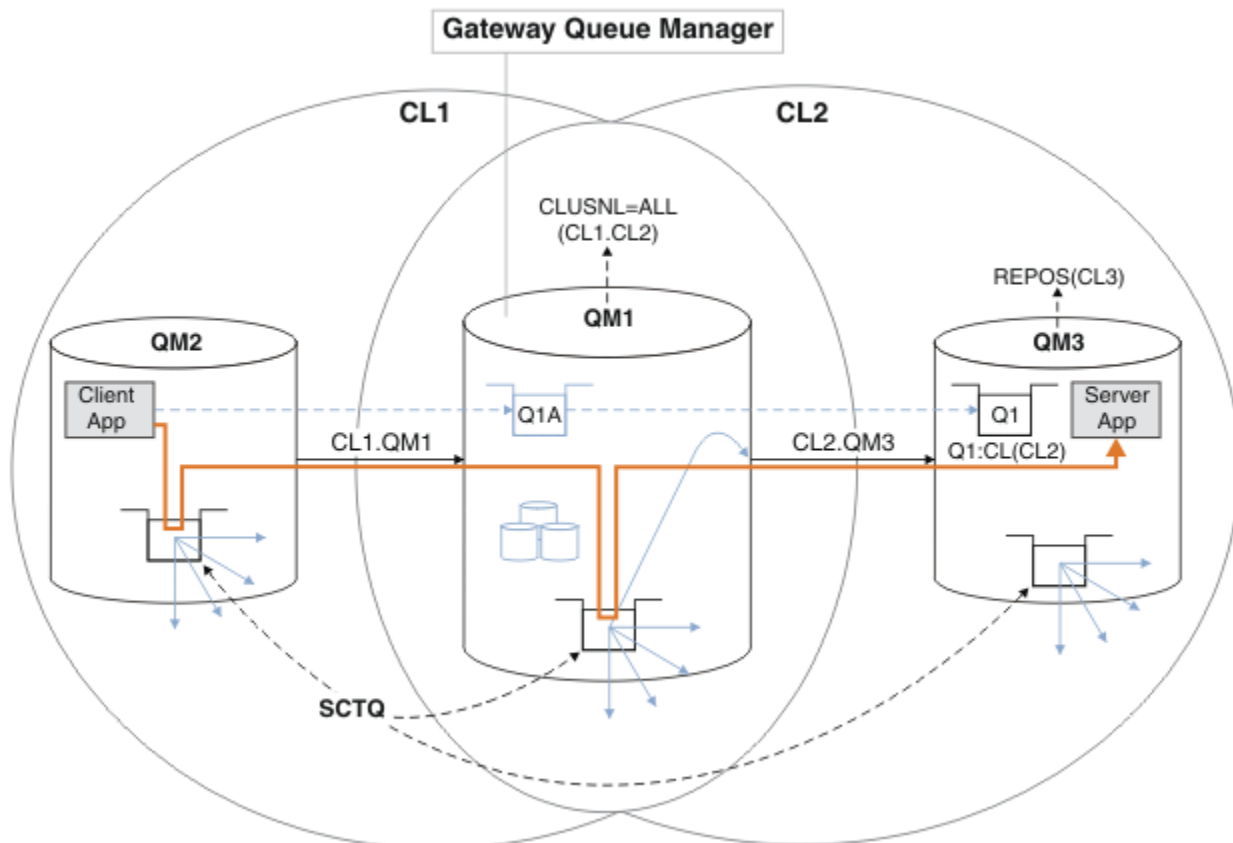 Gateway Queue Manager
CL1
CL2
CLUSNL=ALL
(CL1.CL2)
REPOS(CL3)
QM2
QM1
QM3
Client
App
Q1A
Q1
Server
App
CL1.QM1
CL2.QM3
Q1:CL(CL2)
SCTQ